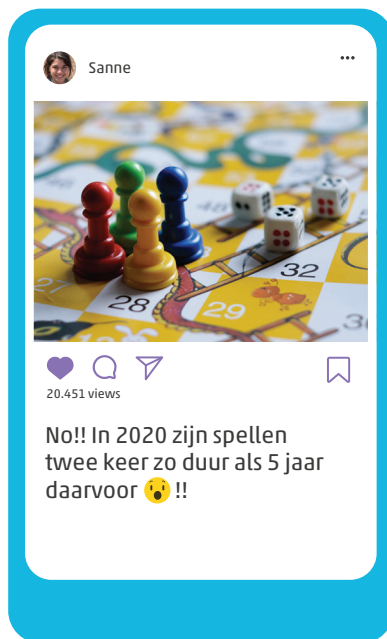 Sanne
32
28
29
27
20.451 views
No!! In 2020 zijn spellen
twee keer zo duur als 5 jaar
daarvoor 😮 !!